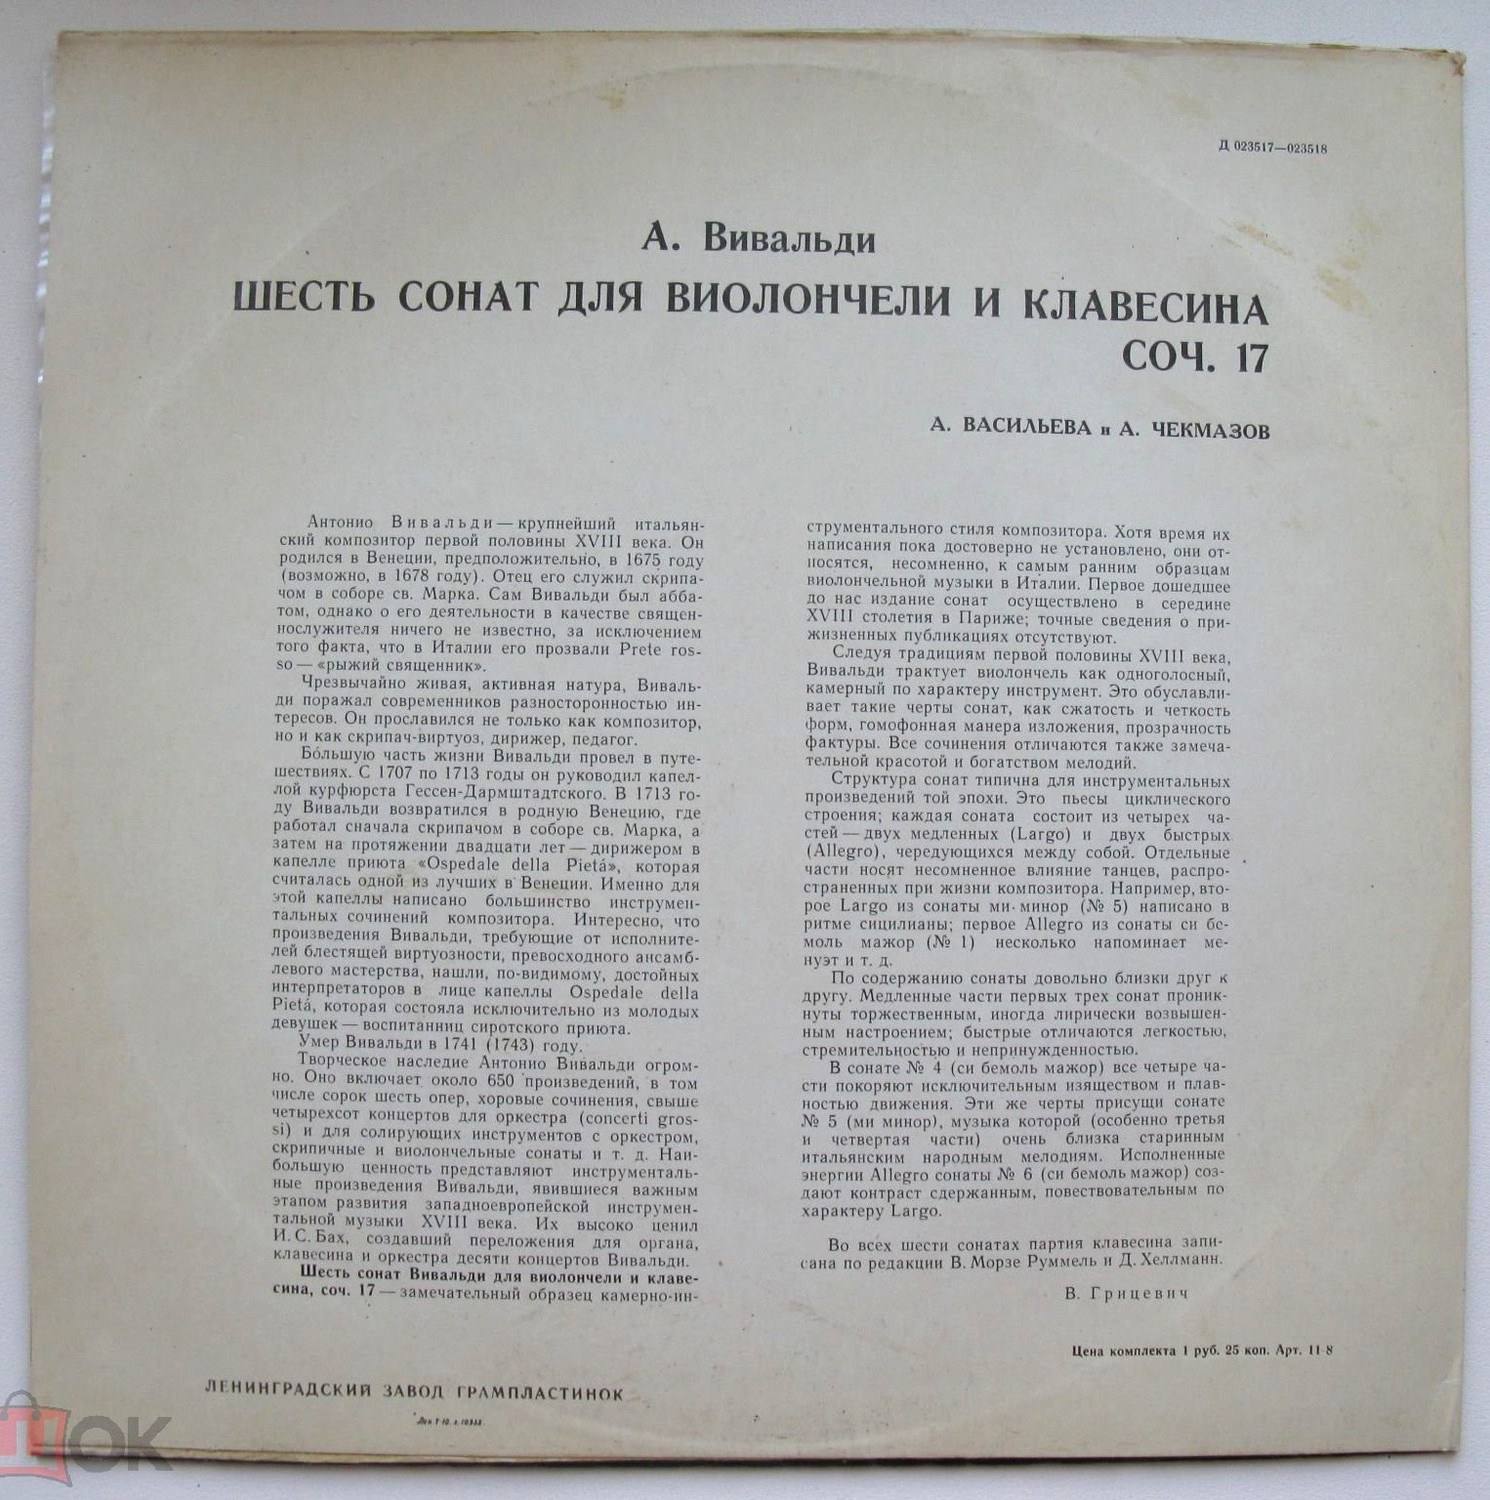 Д 023517—023518
А. Вивальди
ШЕСТЬ СОНАТ ДЛЯ ВИОЛОНЧЕЛИ И КЛАВЕСИНА
СОЧ. 17
А. ВАСИЛЬЕВА и А. ЧЕКМАЗОВ
Антонио Вивальди — крупнейший итальян-
ский композитор первой половины XVIII века. Он
родился в Венеции, предположительно, в 1675 году
(возможно, в 1678 году). Отец его служил скрипа-
чом в соборе св. Марка. Сам Вивальди был абба-
том, однако о его деятельности в качестве священ-
нослужителя ничего не известно, за исключением
того факта, что в Италии его прозвали Prete ros-
so — «рыжий священник».
Чрезвычайно живая, активная натура, Виваль-
ди поражал современников разносторонностью ин-
тересов. Он прославился не только как композитор,
но и как скрипач-виртуоз, дирижер, педагог.
Бо́льшую часть жизни Вивальди провел в путе-
шествиях. С 1707 по 1713 годы он руководил капел-
лой курфюрста Гессен-Дармштадтского. В 1713 го-
ду Вивальди возвратился в родную Венецию, где
работал сначала скрипачом в соборе св. Марка, а
затем на протяжении двадцати лет — дирижером в
капелле приюта «Ospedale della Pietá», которая
считалась одной из лучших в Венеции. Именно для
этой капеллы написано большинство инструмен-
тальных сочинений композитора. Интересно, что
произведения Вивальди, требующие от исполните-
лей блестящей виртуозности, превосходного ансамб-
левого мастерства, нашли, по-видимому, достойных
интерпретаторов в лице капеллы Ospedale della
Pietá, которая состояла исключительно из молодых
девушек — воспитанниц сиротского приюта.
Умер Вивальди в 1741 (1743) году.
Творческое наследие Антонио Вивальди огром-
но. Оно включает около 650 произведений, в том
числе сорок шесть опер, хоровые сочинения, свыше
четырехсот концертов для оркестра (concerti gros-
si) и для солирующих инструментов с оркестром,
скрипичные и виолончельные сонаты и т. д. Наи-
большую ценность представляют инструменталь-
ные произведения Вивальди, явившиеся важным
этапом развития западноевропейской инструмен-
тальной музыки XVIII века. Их высоко ценил
И. С. Бах, создавший переложения для органа,
клавесина и оркестра десяти концертов Вивальди.
Шесть сонат Вивальди для виолончели и клаве-
сина, соч. 17 — замечательный образец камерно-ин-
струментального стиля композитора. Хотя время их
написания пока достоверно не установлено, они от-
носятся, несомненно, к самым ранним образцам
виолончельной музыки в Италии. Первое дошедшее
до нас издание сонат осуществлено в середине
XVIII столетия в Париже; точные сведения о при-
жизненных публикациях отсутствуют.
Следуя традициям первой половины XVIII века,
Вивальди трактует виолончель как одноголосный,
камерный по характеру инструмент. Это обуславли-
вает такие черты сонат, как сжатость и четкость
форм, гомофонная манера изложения, прозрачность
фактуры. Все сочинения отличаются также замеча-
тельной красотой и богатством мелодий.
Структура сонат типична для инструментальных
произведений той эпохи. Это пьесы циклического
строения; каждая соната состоит из четырех ча-
стей — двух медленных (Largo) и двух быстрых
(Allegro), чередующихся между собой. Отдельные
части носят несомненное влияние танцев, распро-
страненных при жизни композитора. Например, вто-
рое Largo из сонаты ми-минор (№ 5) написано в
ритме сицилианы; первое Allegro из сонаты си бе-
моль мажор (№ 1) несколько напоминает ме-
нуэт и т. д.
По содержанию сонаты довольно близки друг к
другу. Медленные части первых трех сонат проник-
нуты торжественным, иногда лирически возвышен-
ным настроением; быстрые отличаются легкостью,
стремительностью и непринужденностью.
В сонате № 4 (си бемоль мажор) все четыре ча-
сти покоряют исключительным изяществом и плав-
ностью движения. Эти же черты присущи сонате
№ 5 (ми минор), музыка которой (особенно третья
и четвертая части) очень близка старинным
итальянским народным мелодиям. Исполненные
энергии Allegro сонаты № 6 (си бемоль мажор) соз-
дают контраст сдержанным, повествовательным по
характеру Largo.
Во всех шести сонатах партия клавесина запи-
сана по редакции В. Морзе Руммель и Д. Хеллманн.
В. Грицевич
Цена комплекта 1 руб. 25 коп. Арт. 11-8
ЛЕНИНГРАДСКИЙ ЗАВОД ГРАМПЛАСТИНОК
ДОК